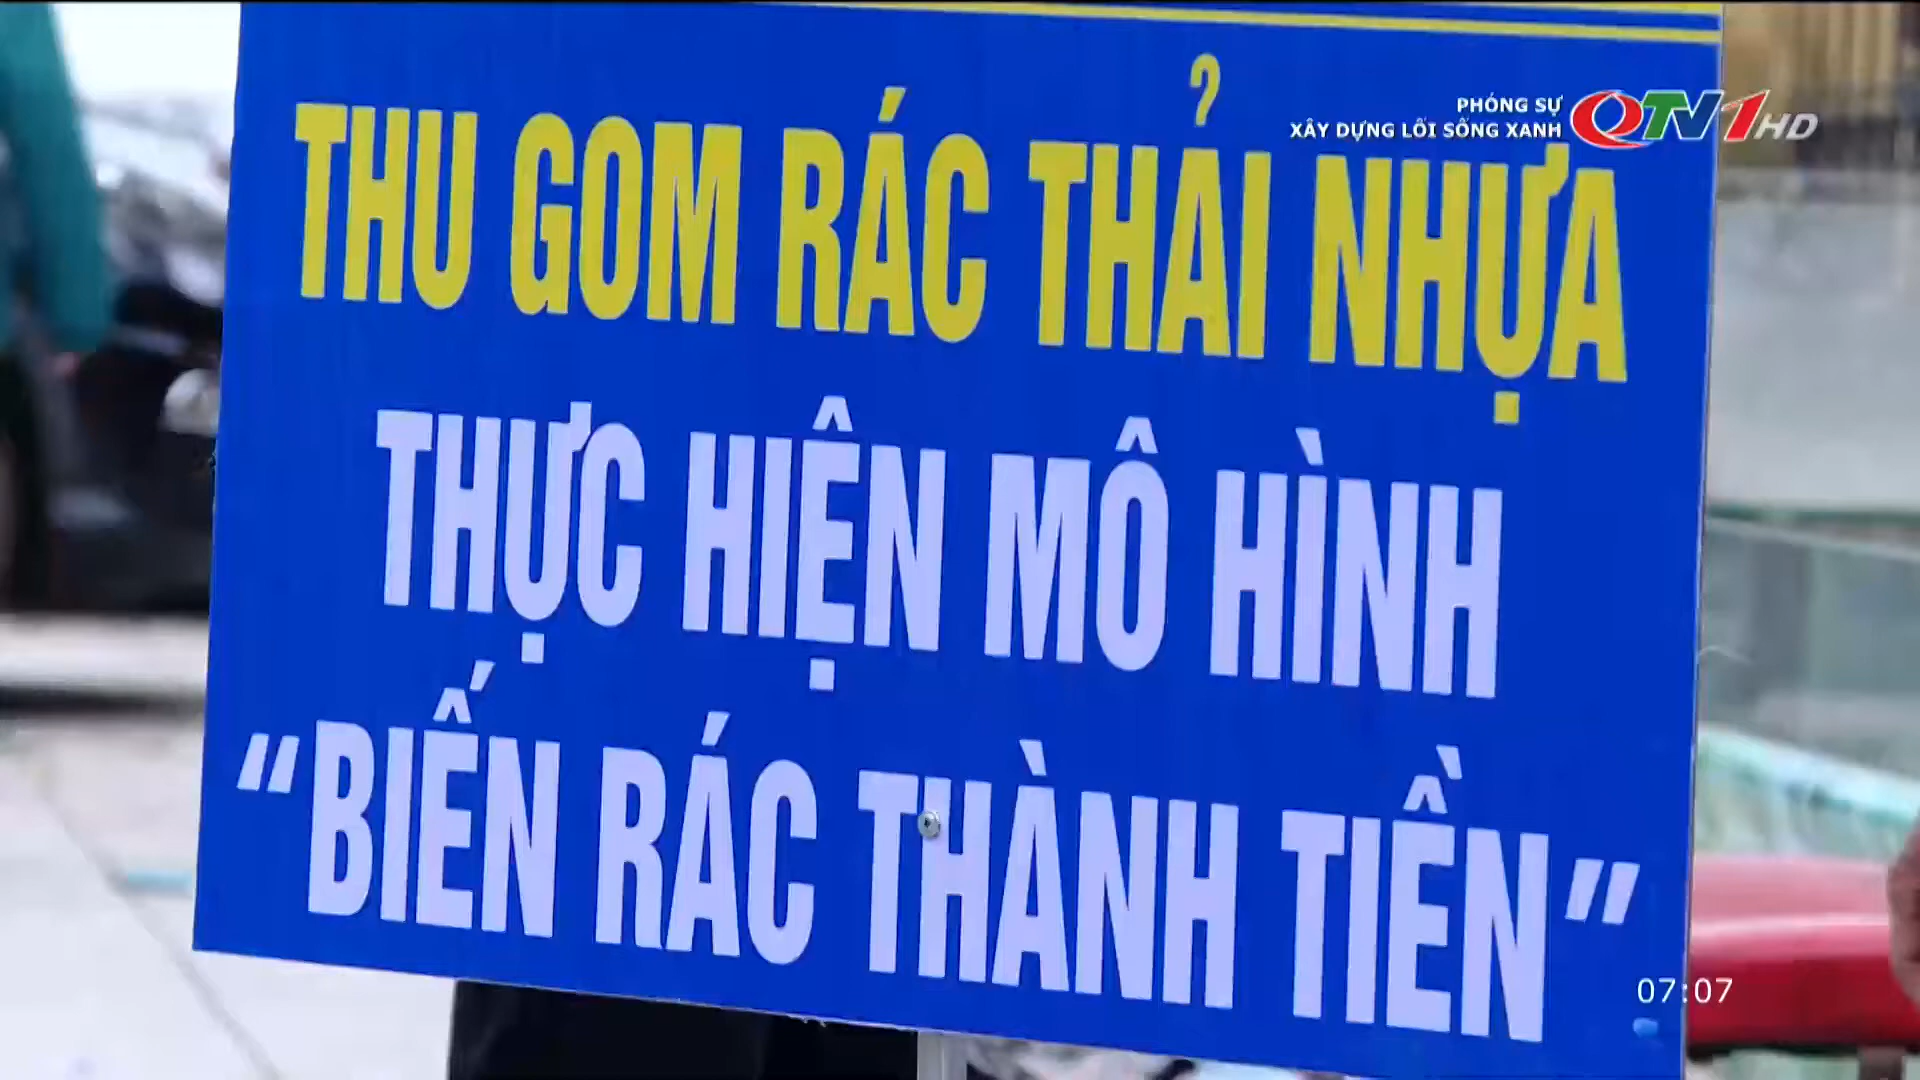 PHÓNG SỰ
XÂY DỰNG LỐI SỐNG XANH
QTV1HD
THU GOM RÁC THẢI NHỰA
THỰC HIỆN MÔ HÌNH
“BIẾN RÁC THÀNH TIỀN”
07:07